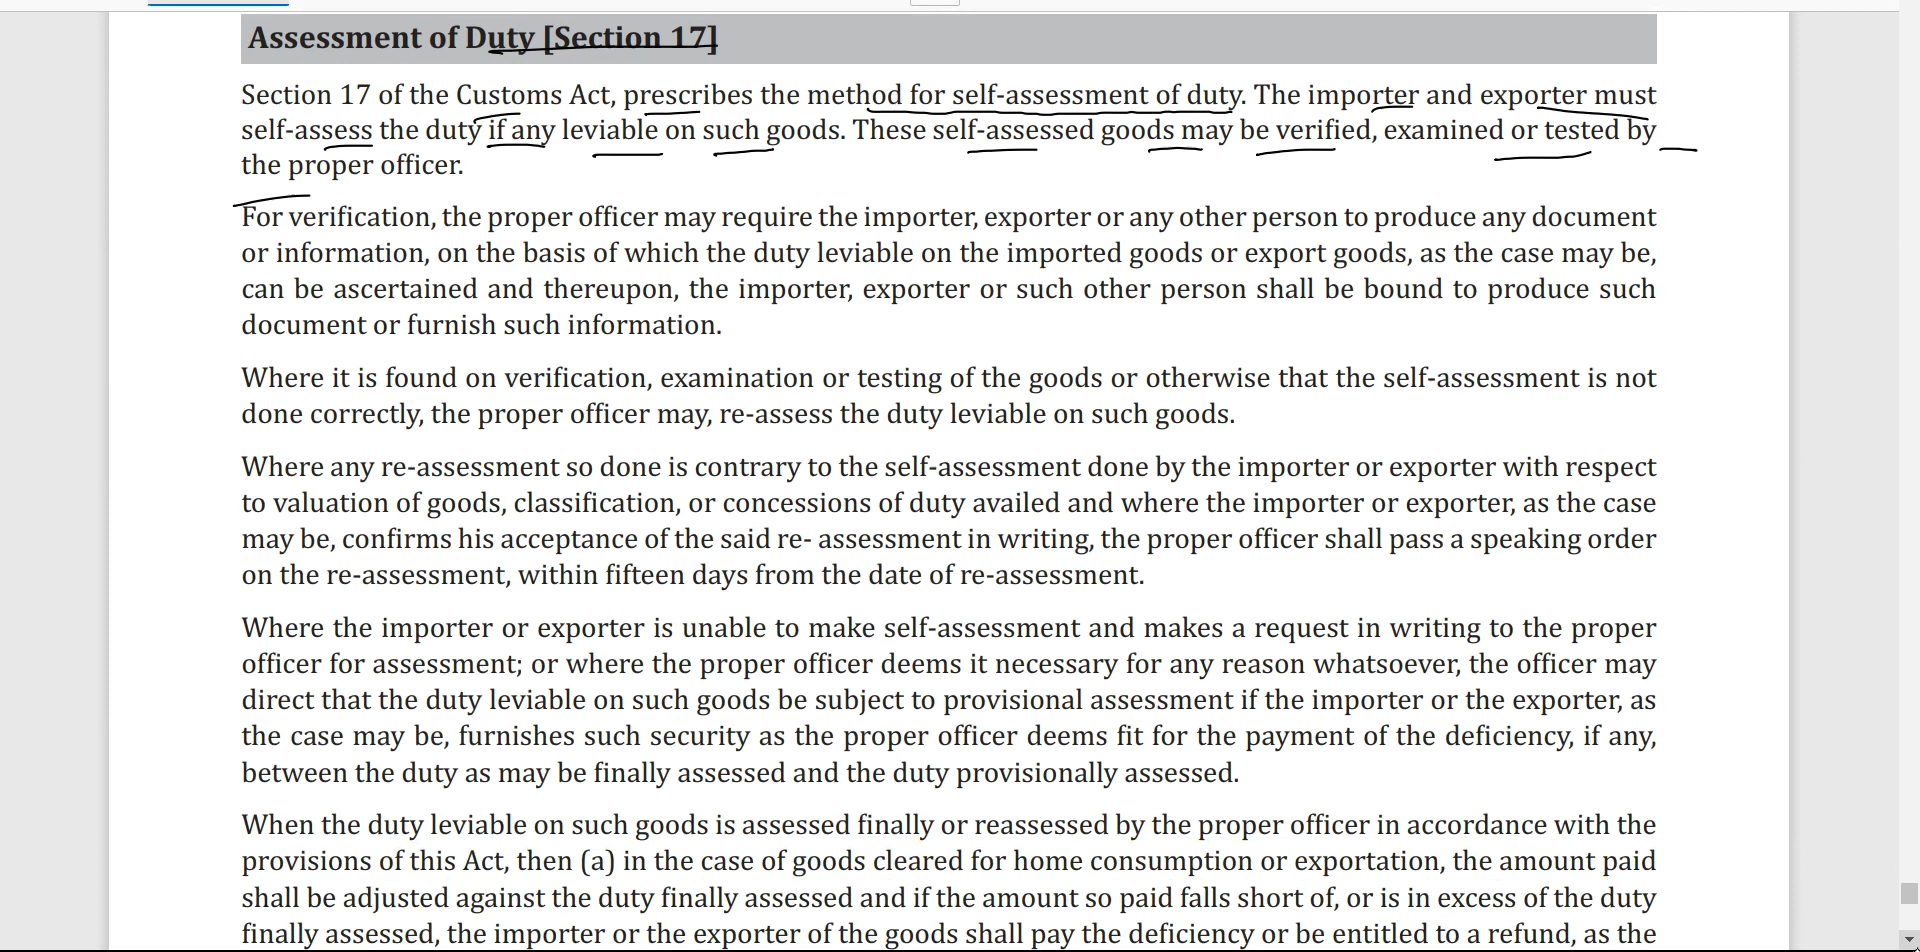 Assessment of Duty [Section 17]
Section 17 of the Customs Act, prescribes the method for self-assessment of duty. The importer and exporter must
self-assess the duty if any leviable on such goods. These self-assessed goods may be verified, examined or tested by
the proper officer.
For verification, the proper officer may require the importer, exporter or any other person to produce any document
or information, on the basis of which the duty leviable on the imported goods or export goods, as the case may be,
can be ascertained and thereupon, the importer, exporter or such other person shall be bound to produce such
document or furnish such information.
Where it is found on verification, examination or testing of the goods or otherwise that the self-assessment is not
done correctly, the proper officer may, re-assess the duty leviable on such goods.
Where any re-assessment so done is contrary to the self-assessment done by the importer or exporter with respect
to valuation of goods, classification, or concessions of duty availed and where the importer or exporter, as the case
may be, confirms his acceptance of the said re- assessment in writing, the proper officer shall pass a speaking order
on the re-assessment, within fifteen days from the date of re-assessment.
Where the importer or exporter is unable to make self-assessment and makes a request in writing to the proper
officer for assessment; or where the proper officer deems it necessary for any reason whatsoever, the officer may
direct that the duty leviable on such goods be subject to provisional assessment if the importer or the exporter, as
the case may be, furnishes such security as the proper officer deems fit for the payment of the deficiency, if any,
between the duty as may be finally assessed and the duty provisionally assessed.
When the duty leviable on such goods is assessed finally or reassessed by the proper officer in accordance with the
provisions of this Act, then (a) in the case of goods cleared for home consumption or exportation, the amount paid
shall be adjusted against the duty finally assessed and if the amount so paid falls short of, or is in excess of the duty
finally assessed, the importer or the exporter of the goods shall pay the deficiency or be entitled to a refund, as the